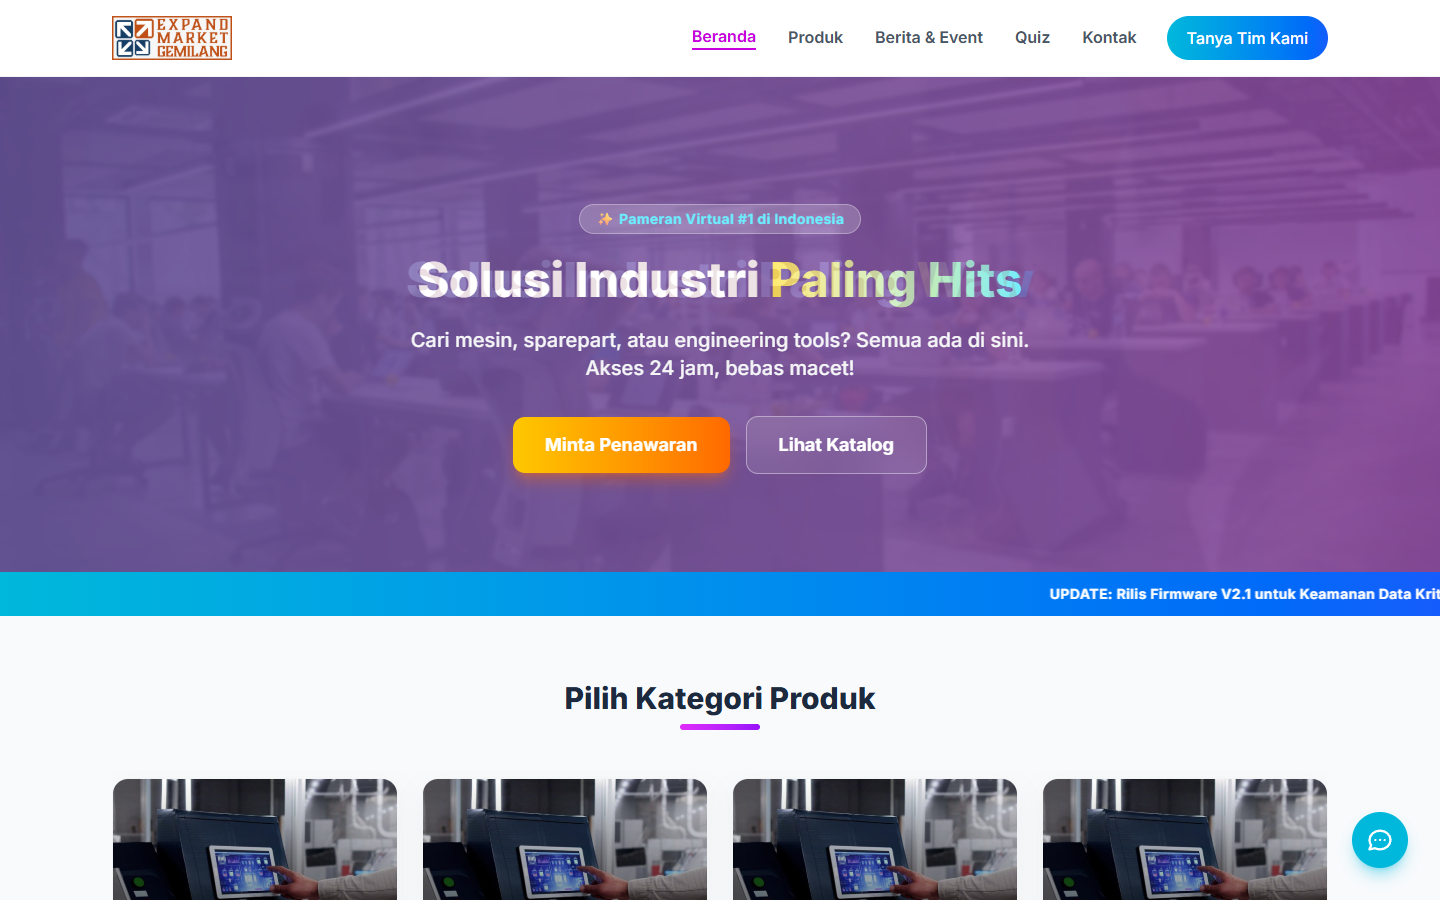 EXPAND
MARKET
GEMILANG
Beranda
Produk
Berita & Event
Quiz
Kontak
Tanya Tim Kami
✨ Pameran Virtual #1 di Indonesia
Solusi Industri Paling Hits
Cari mesin, sparepart, atau engineering tools? Semua ada di sini.
Akses 24 jam, bebas macet!
Minta Penawaran
Lihat Katalog
UPDATE: Rilis Firmware V2.1 untuk Keamanan Data Krit
Pilih Kategori Produk